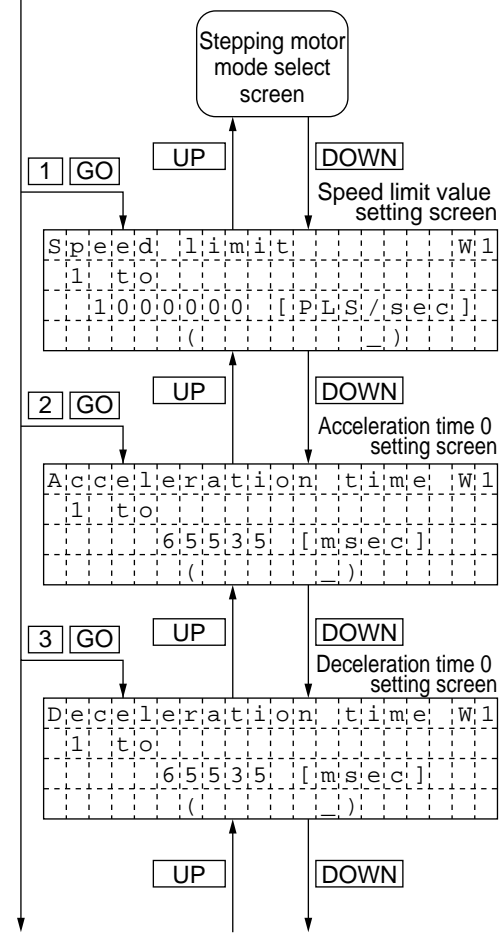 Stepping motor
mode select
screen
UP DOWN
1 GO
Speed limit value
setting screen
Speed limit W1
1 to
1000000 [PLS/sec]
( _)
UP DOWN
2 GO
Acceleration time 0
setting screen
Acceleration time W1
1 to
65535 [msec]
( _)
UP DOWN
3 GO
Deceleration time 0
setting screen
Deceleration time W1
1 to
65535 [msec]
( _)
UP DOWN